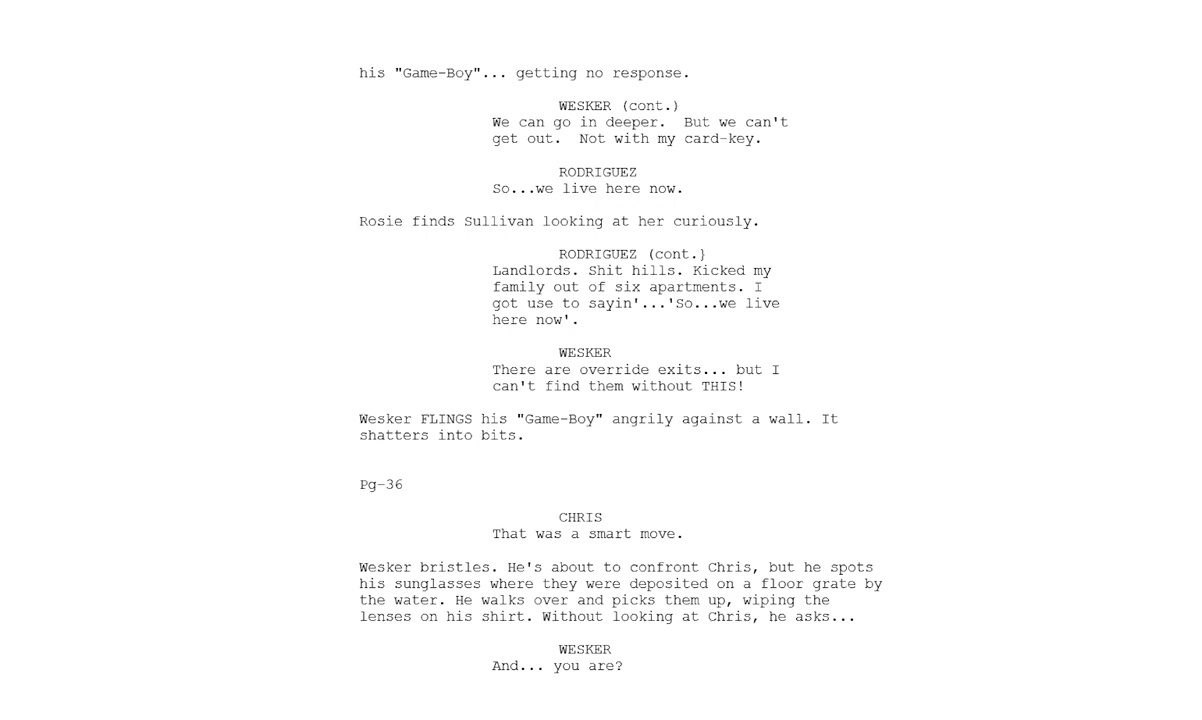 his "Game-Boy"... getting no response.
WESKER (cont.)
We can go in deeper.  But we can't
get out.  Not with my card-key.
RODRIGUEZ
So...we live here now.
Rosie finds Sullivan looking at her curiously.
RODRIGUEZ (cont.}
Landlords. Shit hills. Kicked my
family out of six apartments. I
got use to sayin'...'So...we live
here now'.
WESKER
There are override exits... but I
can't find them without THIS!
Wesker FLINGS his "Game-Boy" angrily against a wall. It
shatters into bits.
Pg-36
CHRIS
That was a smart move.
Wesker bristles. He's about to confront Chris, but he spots
his sunglasses where they were deposited on a floor grate by
the water. He walks over and picks them up, wiping the
lenses on his shirt. Without looking at Chris, he asks...
WESKER
And... you are?